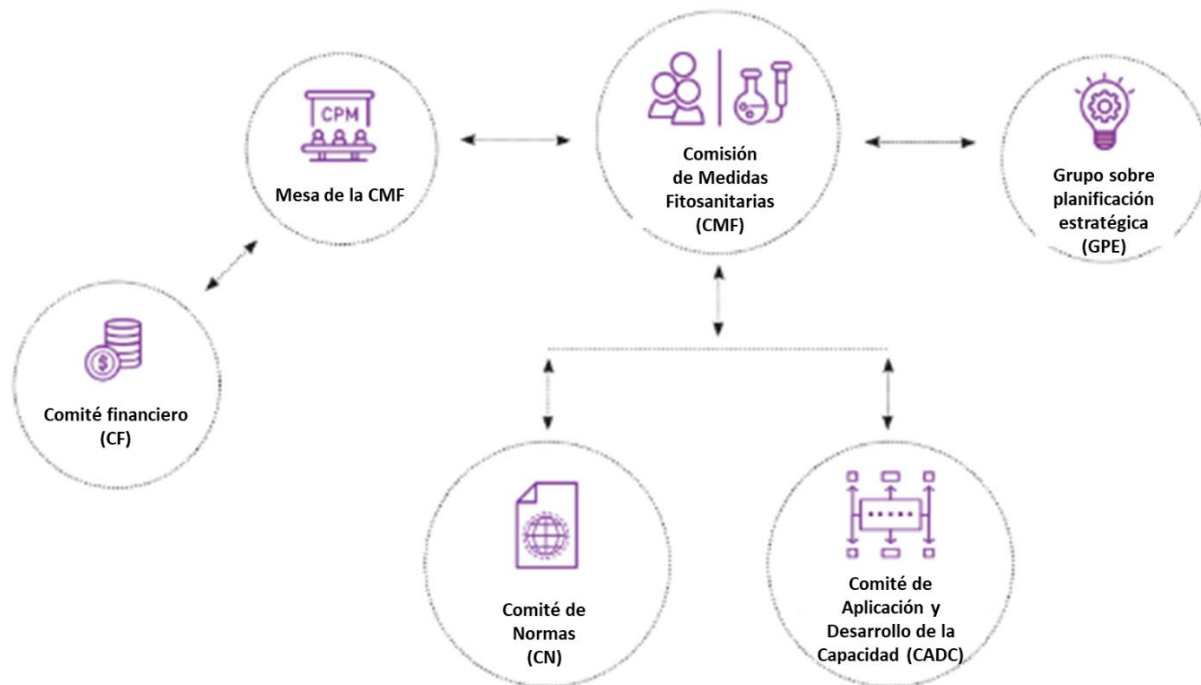 CPM
Mesa de la CMF
Comisión
de Medidas
Fitosanitarias
(CMF)
Grupo sobre
planificación
estratégica
(GPE)
$
Comité financiero
(CF)
Comité de
Normas
(CN)
Comité de
Aplicación y
Desarrollo de la
Capacidad (CADC)